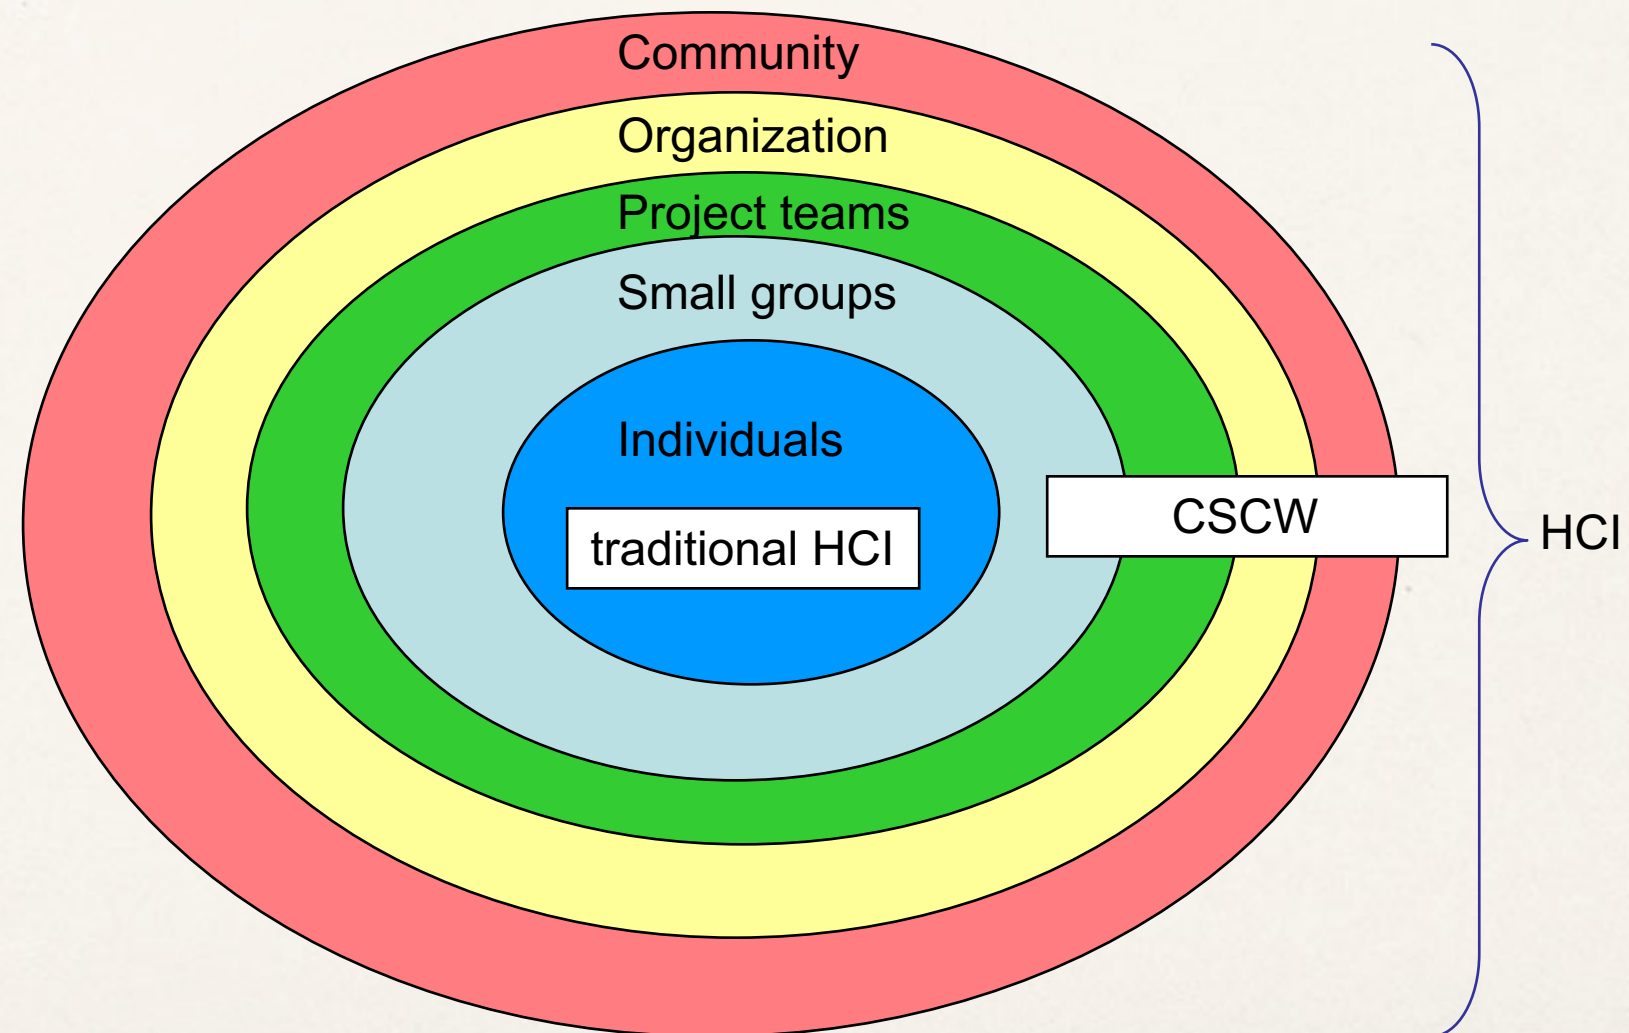 Community
Organization
Project teams
Small groups
Individuals
traditional HCI
CSCW
HCI